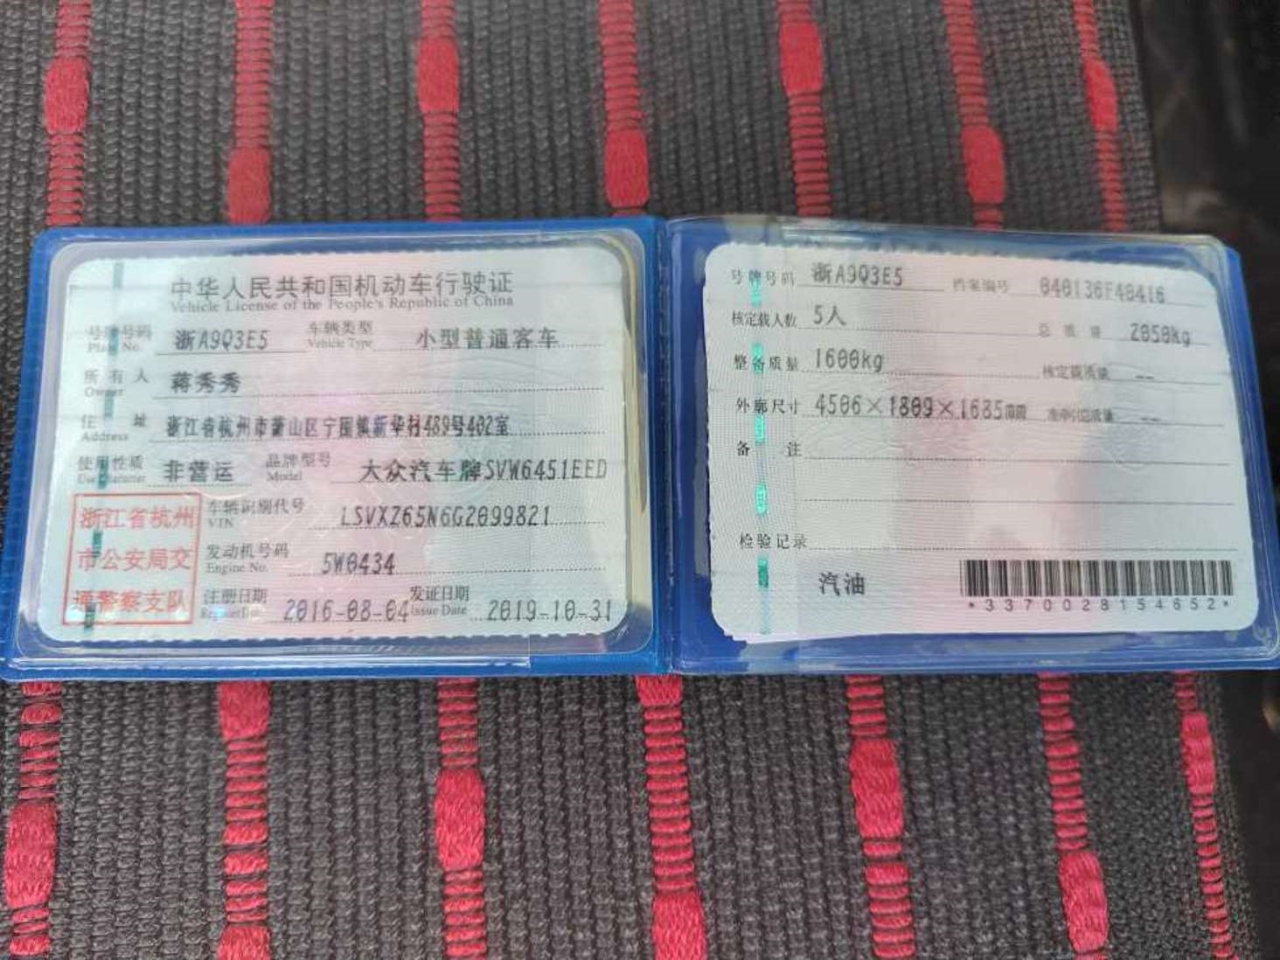 中华人民共和国机动车行驶证
Vehicle License of the People's Republic of China
号牌号码 浙A9Q3E5 车辆类型 小型普通客车
Plate No. Vehicle Type
所有人 蒋秀秀
Owner
住址 浙江省杭州市萧山区宁围镇新华村489号402室
Address
使用性质 非营运 品牌型号 大众汽车牌SVW6451EED
Use Character Model
浙江省杭州
市公安局交
通警察支队
车辆识别代号 LSVXZ65N6G2099821
VIN
发动机号码 5W0434
Engine No.
注册日期 2016-08-04 发证日期 2019-10-31
Register Date Issue Date
号牌号码 浙A9Q3E5 档案编号 040136F40416
核定载人数 5人 总质量 2050kg
整备质量 1600kg 核定载质量 --
外廓尺寸 4506×1809×1685 准牵引总质量 --
备注
检验记录
汽油
*3370028154652*